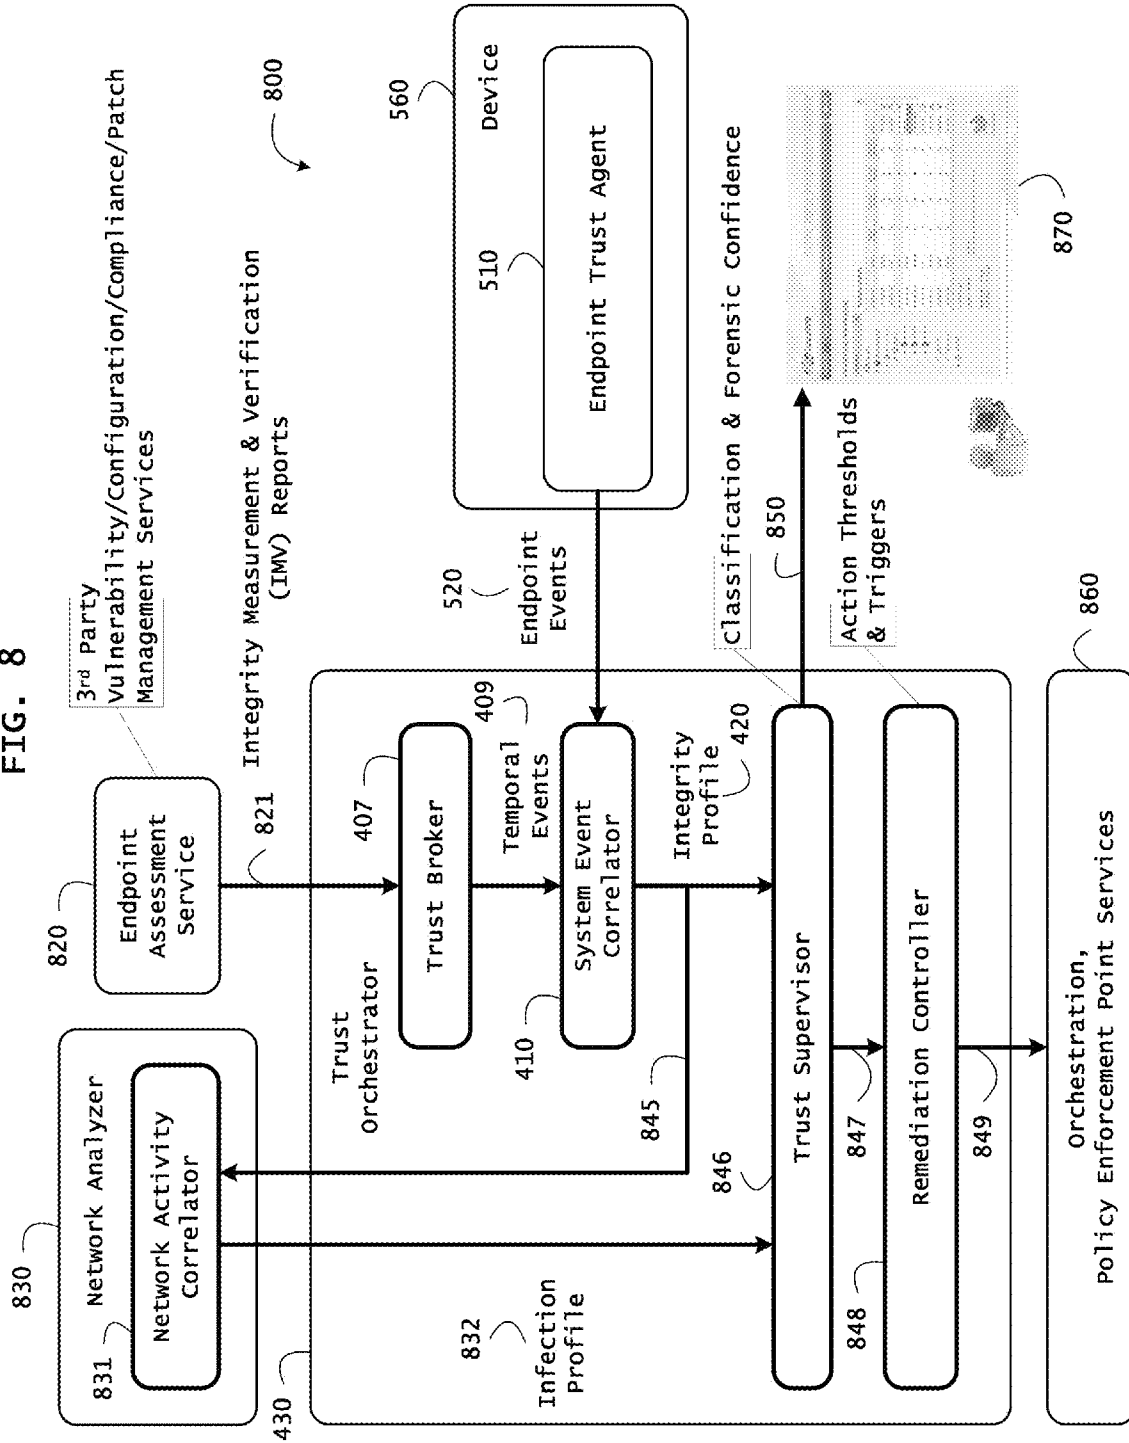 FIG. 8
800
830
Network Analyzer
831
Network Activity
Correlator
820
Endpoint
Assessment
Service
3rd Party
Vulnerability/Configuration/Compliance/Patch
Management Services
821
Integrity Measurement & Verification
(IMV) Reports
430
Trust
Orchestrator
407
Trust Broker
Temporal
Events
409
410
System Event
Correlator
520
Endpoint
Events
560
Device
510
Endpoint Trust Agent
832
Infection
Profile
845
Integrity
Profile
420
Classification & Forensic Confidence
846
Trust Supervisor
850
847
Action Thresholds
& Triggers
848
Remediation Controller
849
870
860
Orchestration,
Policy Enforcement Point Services